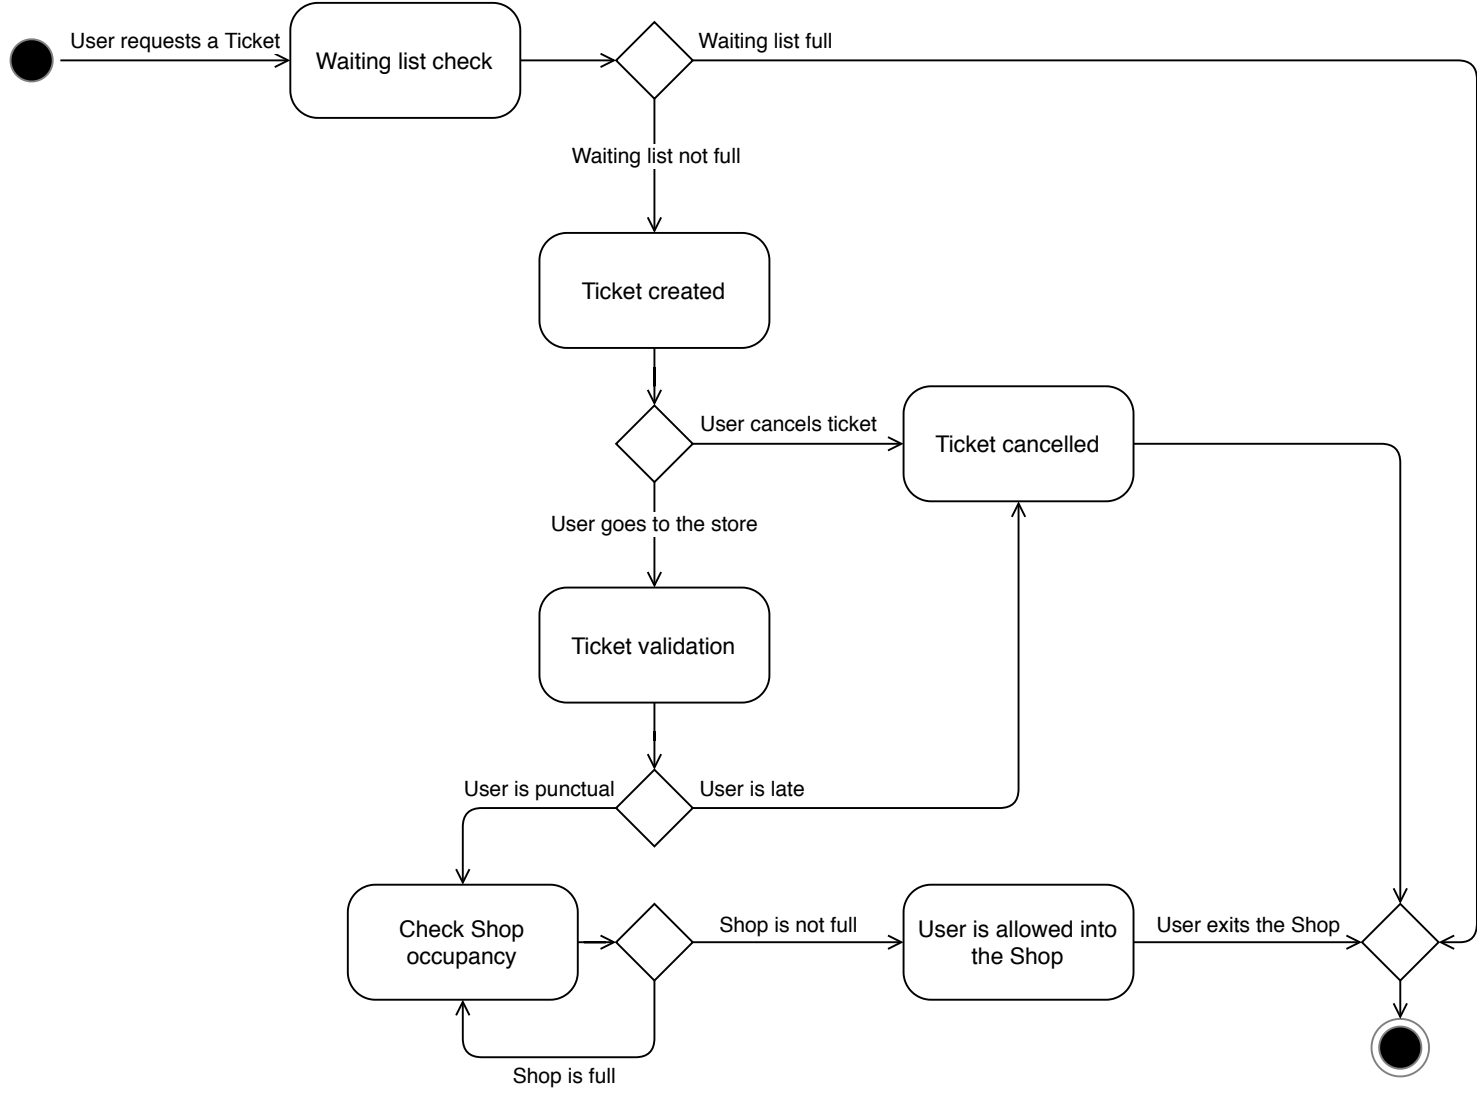 User requests a Ticket
Waiting list check
Waiting list full
Waiting list not full
Ticket created
User cancels ticket
Ticket cancelled
User goes to the store
Ticket validation
User is punctual
User is late
Check Shop
occupancy
Shop is not full
User is allowed into
the Shop
User exits the Shop
Shop is full